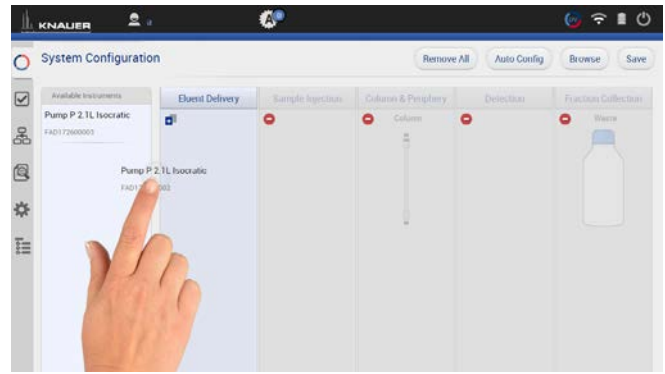 KNAUER
a
A
System Configuration
Remove All
Auto Config
Browse
Save
Available Instruments
Eluent Delivery
Sample Injection
Column & Periphery
Detection
Fraction Collection
Pump P 2.1L Isocratic
FAD172600003
Column
Waste
Pump P 2.1L Isocratic